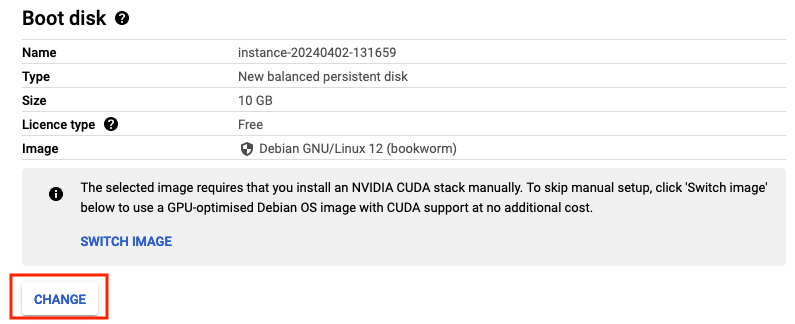 Boot disk
Name instance-20240402-131659
Type New balanced persistent disk
Size 10 GB
Licence type Free
Image Debian GNU/Linux 12 (bookworm)
The selected image requires that you install an NVIDIA CUDA stack manually. To skip manual setup, click 'Switch image'
below to use a GPU-optimised Debian OS image with CUDA support at no additional cost.
SWITCH IMAGE
CHANGE